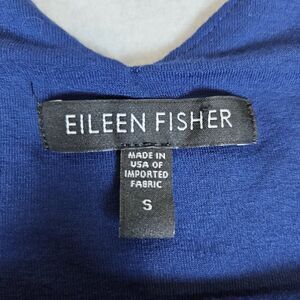 EILEEN FISHER
MADE IN
USA OF
IMPORTED
FABRIC
S